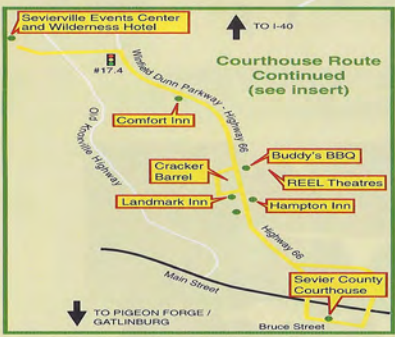 Sevierville Events Center
and Wilderness Hotel
TO I-40
#17.4
Courthouse Route
Continued
(see insert)
Winfield Dunn Parkway - Highway 66
Old Knoxville Highway
Comfort Inn
Buddy's BBQ
Cracker
Barrel
REEL Theatres
Landmark Inn
Hampton Inn
Highway 66
Main Street
Sevier County
Courthouse
TO PIGEON FORGE /
GATLINBURG
Bruce Street